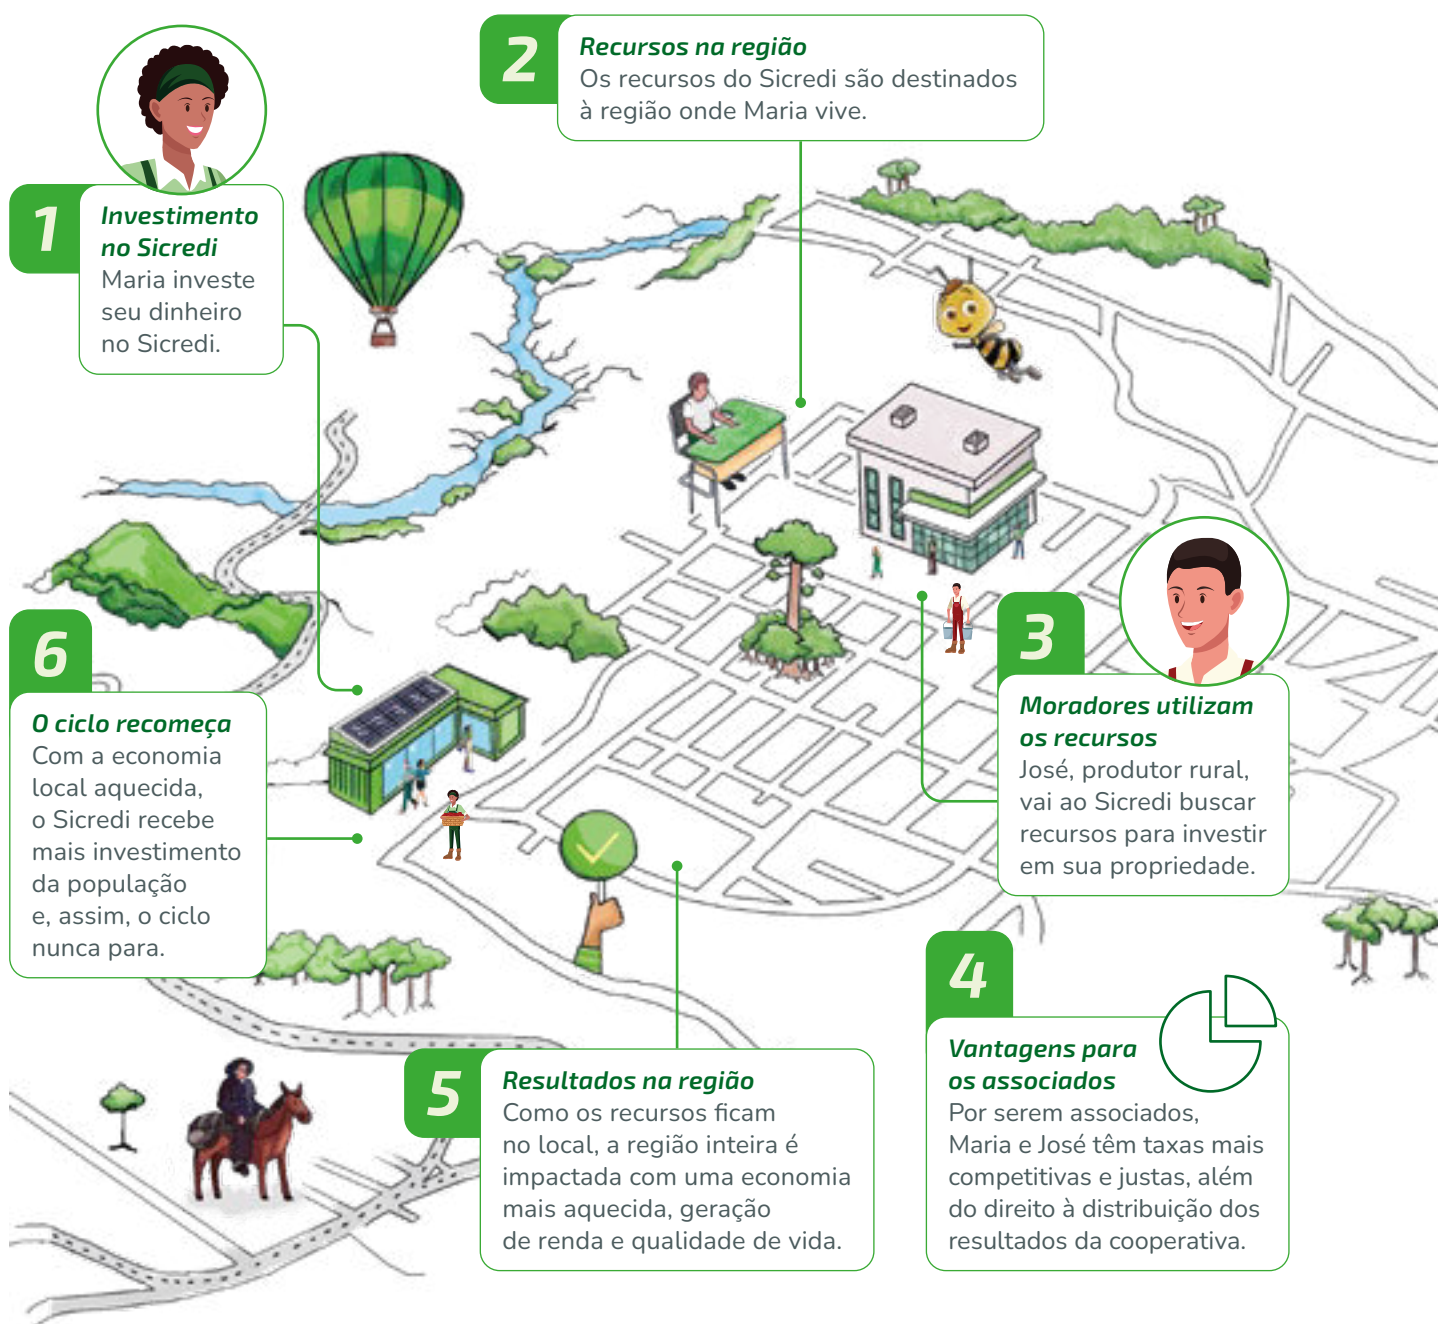 1
Investimento
no Sicredi
Maria investe
seu dinheiro
no Sicredi.
2
Recursos na região
Os recursos do Sicredi são destinados
à região onde Maria vive.
3
Moradores utilizam
os recursos
José, produtor rural,
vai ao Sicredi buscar
recursos para investir
em sua propriedade.
4
Vantagens para
os associados
Por serem associados,
Maria e José têm taxas mais
competitivas e justas, além
do direito à distribuição dos
resultados da cooperativa.
5
Resultados na região
Como os recursos ficam
no local, a região inteira é
impactada com uma economia
mais aquecida, geração
de renda e qualidade de vida.
6
O ciclo recomeça
Com a economia
local aquecida,
o Sicredi recebe
mais investimento
da população
e, assim, o ciclo
nunca para.